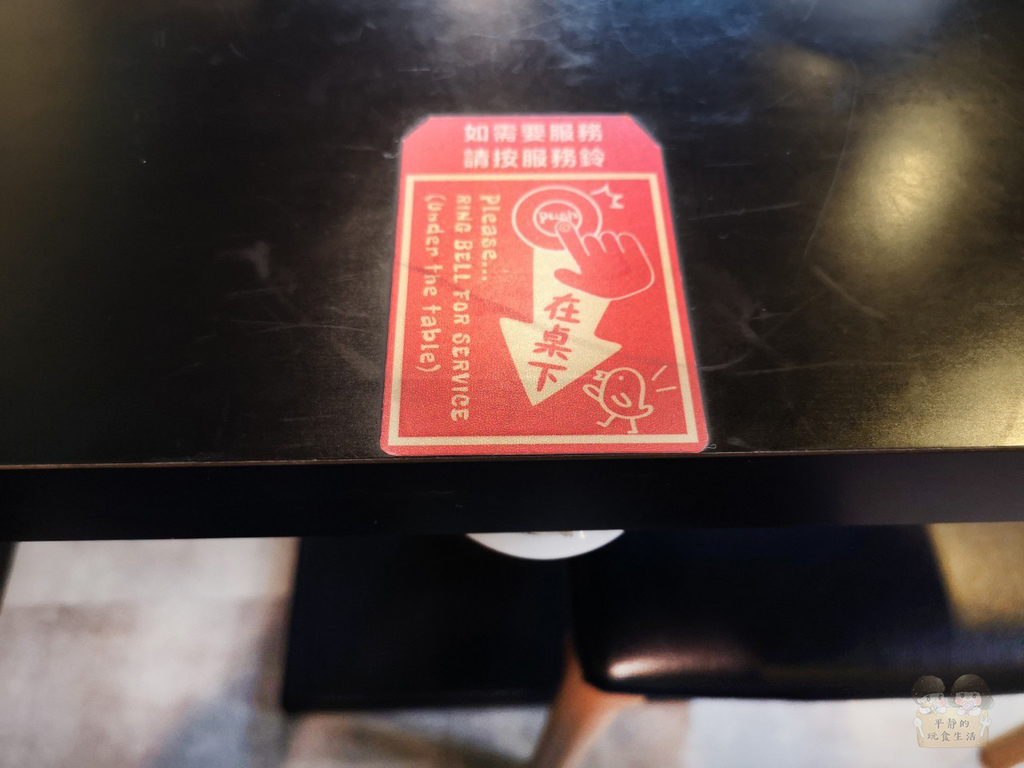 如需要服務
請按服務鈴
Push
在桌下
Please...
RING BELL FOR SERVICE
(Under the table)
平靜的
玩食生活